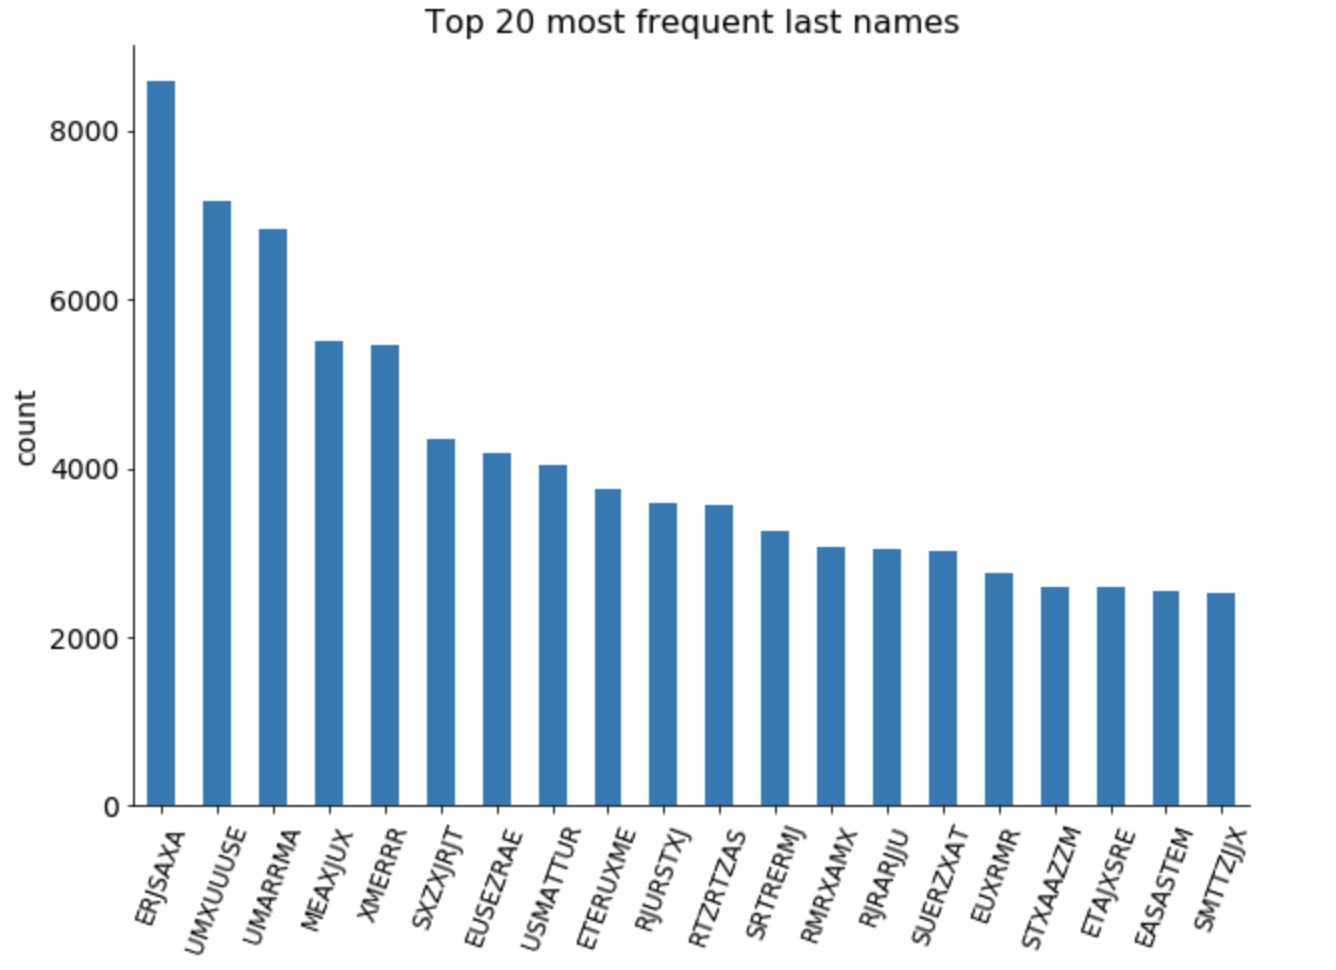 Top 20 most frequent last names
8000
6000
4000
2000
0
count
ERJSAXA
UMXUUUSE
UMARRMA
MEAXJUX
XMERRR
SXZXJRJT
EUSEZRAE
USMATTUR
ETERUXME
RJURSTXJ
RTZRTZAS
SRTRERMJ
RMRXAMX
RJRARJJU
SUERZXAT
EUXRMR
STXAAZZM
ETAJXSRE
EASASTEM
SMTTZJJX